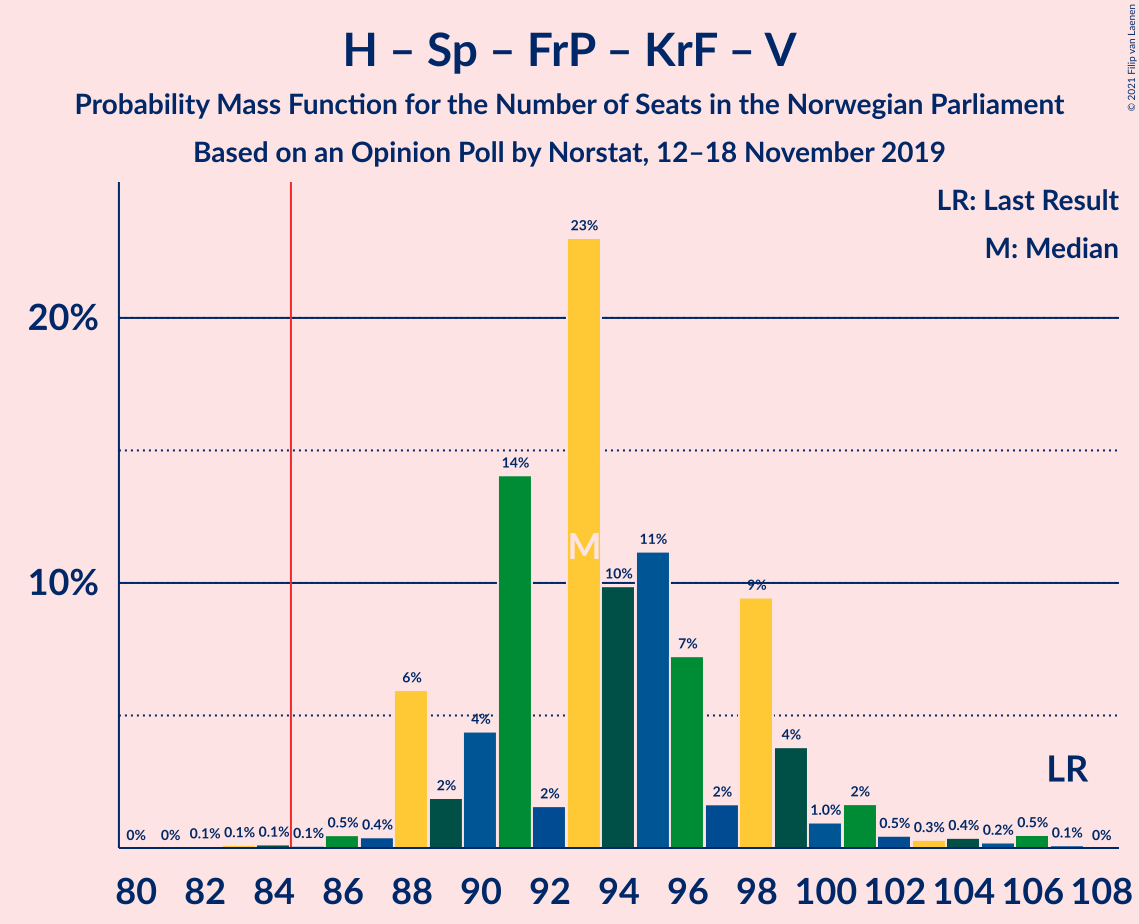 H – Sp – FrP – KrF – V
Probability Mass Function for the Number of Seats in the Norwegian Parliament
Based on an Opinion Poll by Norstat, 12–18 November 2019
© 2021 Filip van Laenen
LR: Last Result
M: Median
20%
10%
0% 0% 0.1% 0.1% 0.1% 0.1% 0.5% 0.4% 6% 2% 4% 14% 2% 23% 10% 11% 7% 2% 9% 4% 1.0% 2% 0.5% 0.3% 0.4% 0.2% 0.5% 0.1% 0%
M
LR
80 82 84 86 88 90 92 94 96 98 100 102 104 106 108